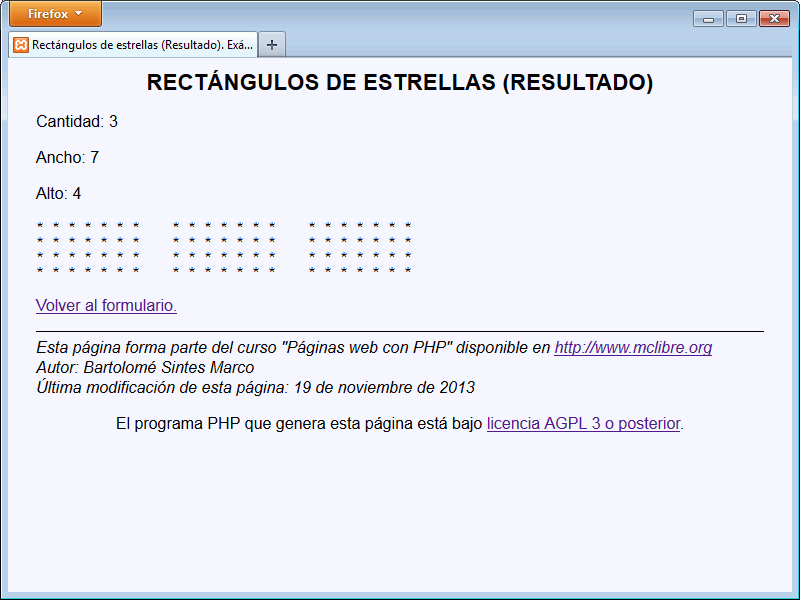 Firefox
Rectángulos de estrellas (Resultado). Exá...
RECTÁNGULOS DE ESTRELLAS (RESULTADO)
Cantidad: 3
Ancho: 7
Alto: 4
* * * * * * *   * * * * * * *   * * * * * * *
* * * * * * *   * * * * * * *   * * * * * * *
* * * * * * *   * * * * * * *   * * * * * * *
* * * * * * *   * * * * * * *   * * * * * * *
Volver al formulario.
Esta página forma parte del curso "Páginas web con PHP" disponible en http://www.mclibre.org
Autor: Bartolomé Sintes Marco
Última modificación de esta página: 19 de noviembre de 2013
El programa PHP que genera esta página está bajo licencia AGPL 3 o posterior.